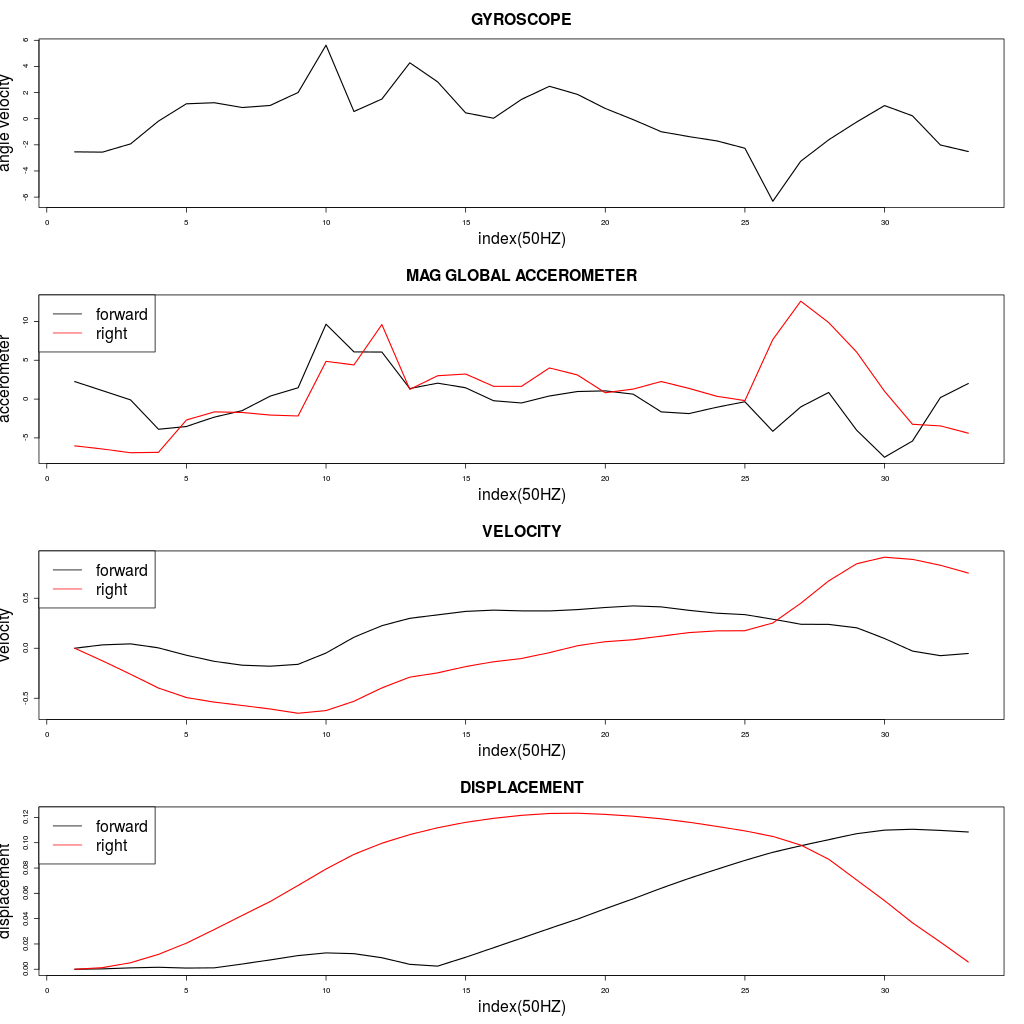 GYROSCOPE
angle velocity
6
4
2
0
-2
-4
-6
0 5 10 15 20 25 30
index(50HZ)
MAG GLOBAL ACCEROMETER
forward
right
accerometer
10
5
0
-5
0 5 10 15 20 25 30
index(50HZ)
VELOCITY
forward
right
velocity
0.5
0.0
-0.5
0 5 10 15 20 25 30
index(50HZ)
DISPLACEMENT
forward
right
displacement
0.12
0.10
0.08
0.06
0.04
0.02
0.00
0 5 10 15 20 25 30
index(50HZ)